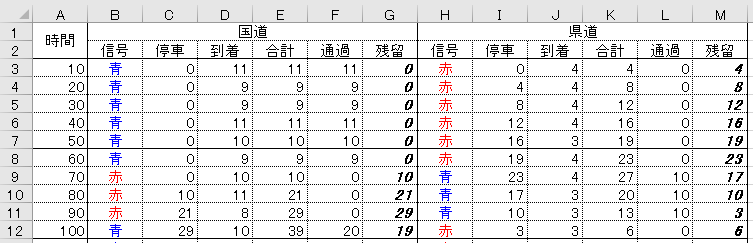 A B C D E F G H I J K L M
1 時間 国道 県道
2 信号 停車 到着 合計 通過 残留 信号 停車 到着 合計 通過 残留
3 10 青 0 11 11 11 0 赤 0 4 4 0 4
4 20 青 0 9 9 9 0 赤 4 4 8 0 8
5 30 青 0 9 9 9 0 赤 8 4 12 0 12
6 40 青 0 11 11 11 0 赤 12 4 16 0 16
7 50 青 0 10 10 10 0 赤 16 3 19 0 19
8 60 青 0 9 9 9 0 赤 19 4 23 0 23
9 70 赤 0 10 10 0 10 青 23 4 27 10 17
10 80 赤 10 11 21 0 21 青 17 3 20 10 10
11 90 赤 21 8 29 0 29 青 10 3 13 10 3
12 100 青 29 10 39 20 19 赤 3 3 6 0 6